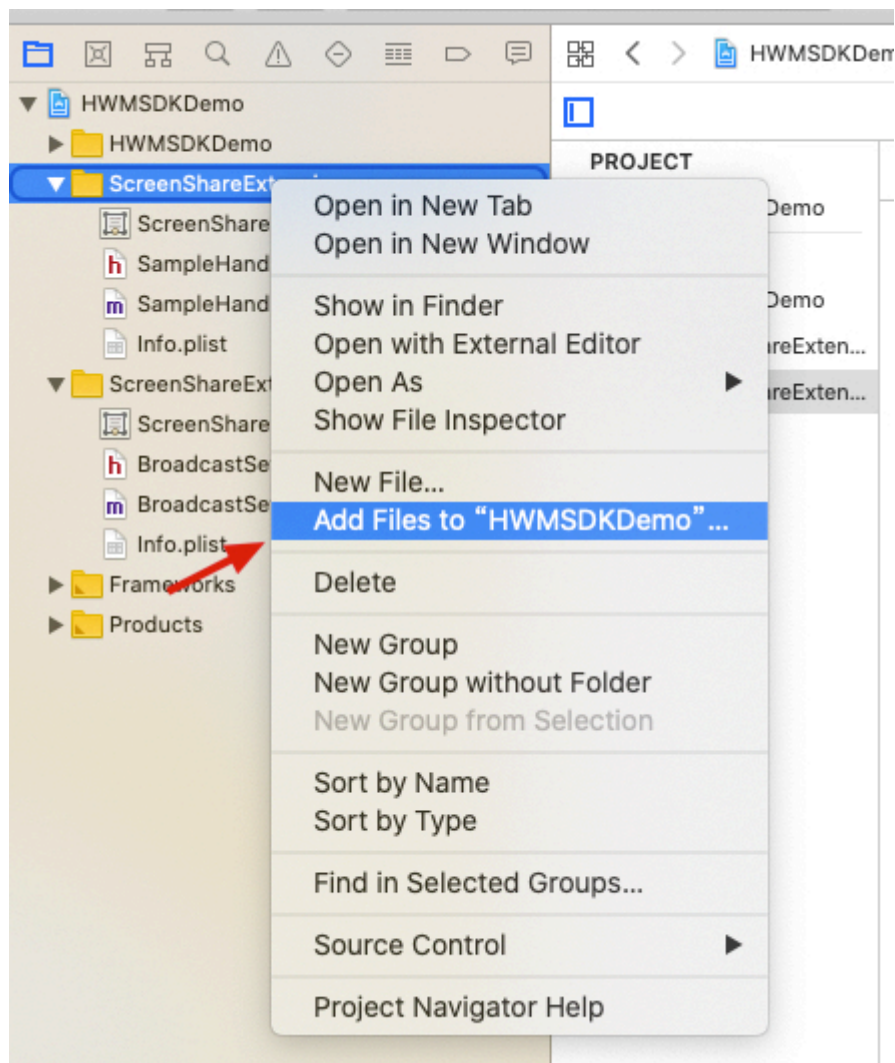 HWMSDKDem
HWMSDKDemo
HWMSDKDemo
ScreenShareExt
ScreenShare
SampleHand
SampleHand
Info.plist
ScreenShareExt
ScreenShare
BroadcastSe
BroadcastSe
Info.plist
Frameworks
Products
PROJECT
Demo
Demo
reExten...
reExten...
Open in New Tab
Open in New Window
Show in Finder
Open with External Editor
Open As
Show File Inspector
New File...
Add Files to “HWMSDKDemo”...
Delete
New Group
New Group without Folder
New Group from Selection
Sort by Name
Sort by Type
Find in Selected Groups...
Source Control
Project Navigator Help